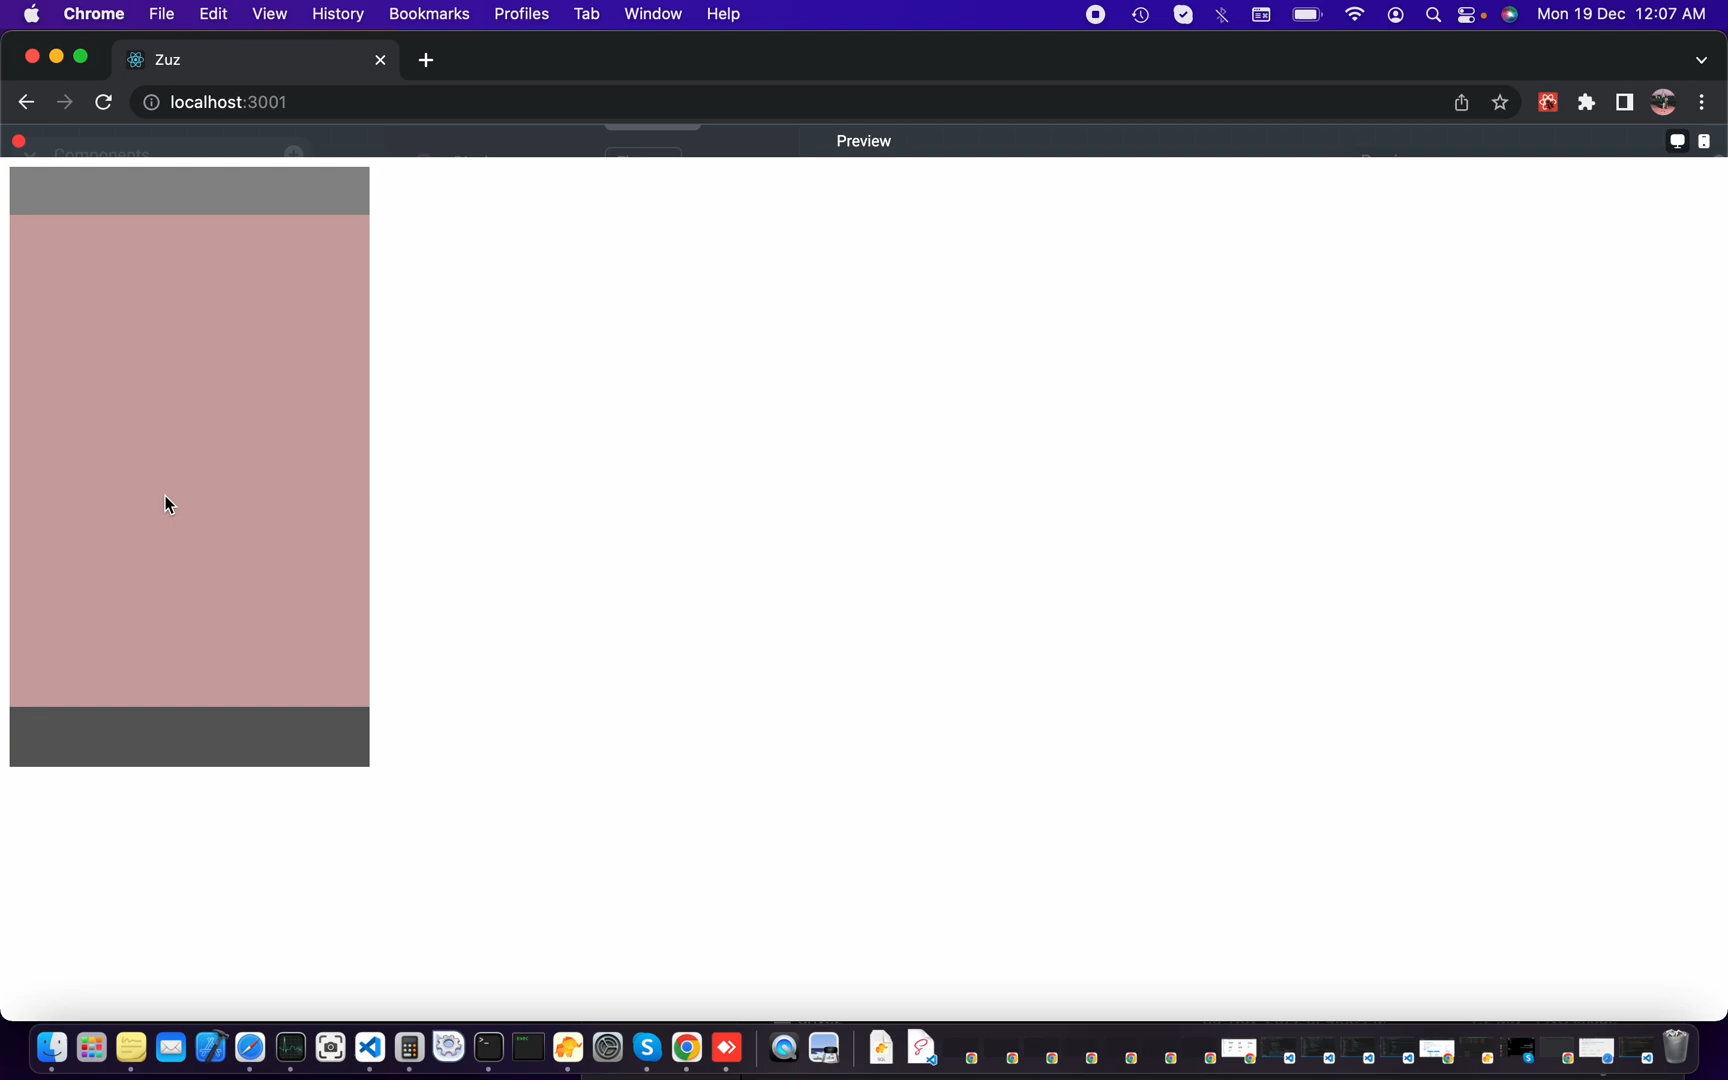 Chrome File Edit View History Bookmarks Profiles Tab Window Help Mon 19 Dec 12:07 AM
Zuz
localhost:3001
Components
Preview